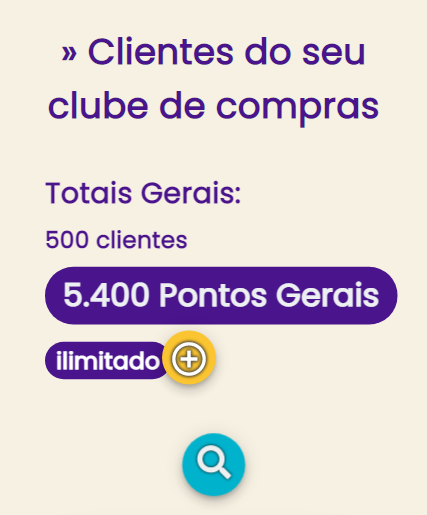 » Clientes do seu
clube de compras
Totais Gerais:
500 clientes
5.400 Pontos Gerais
ilimitado